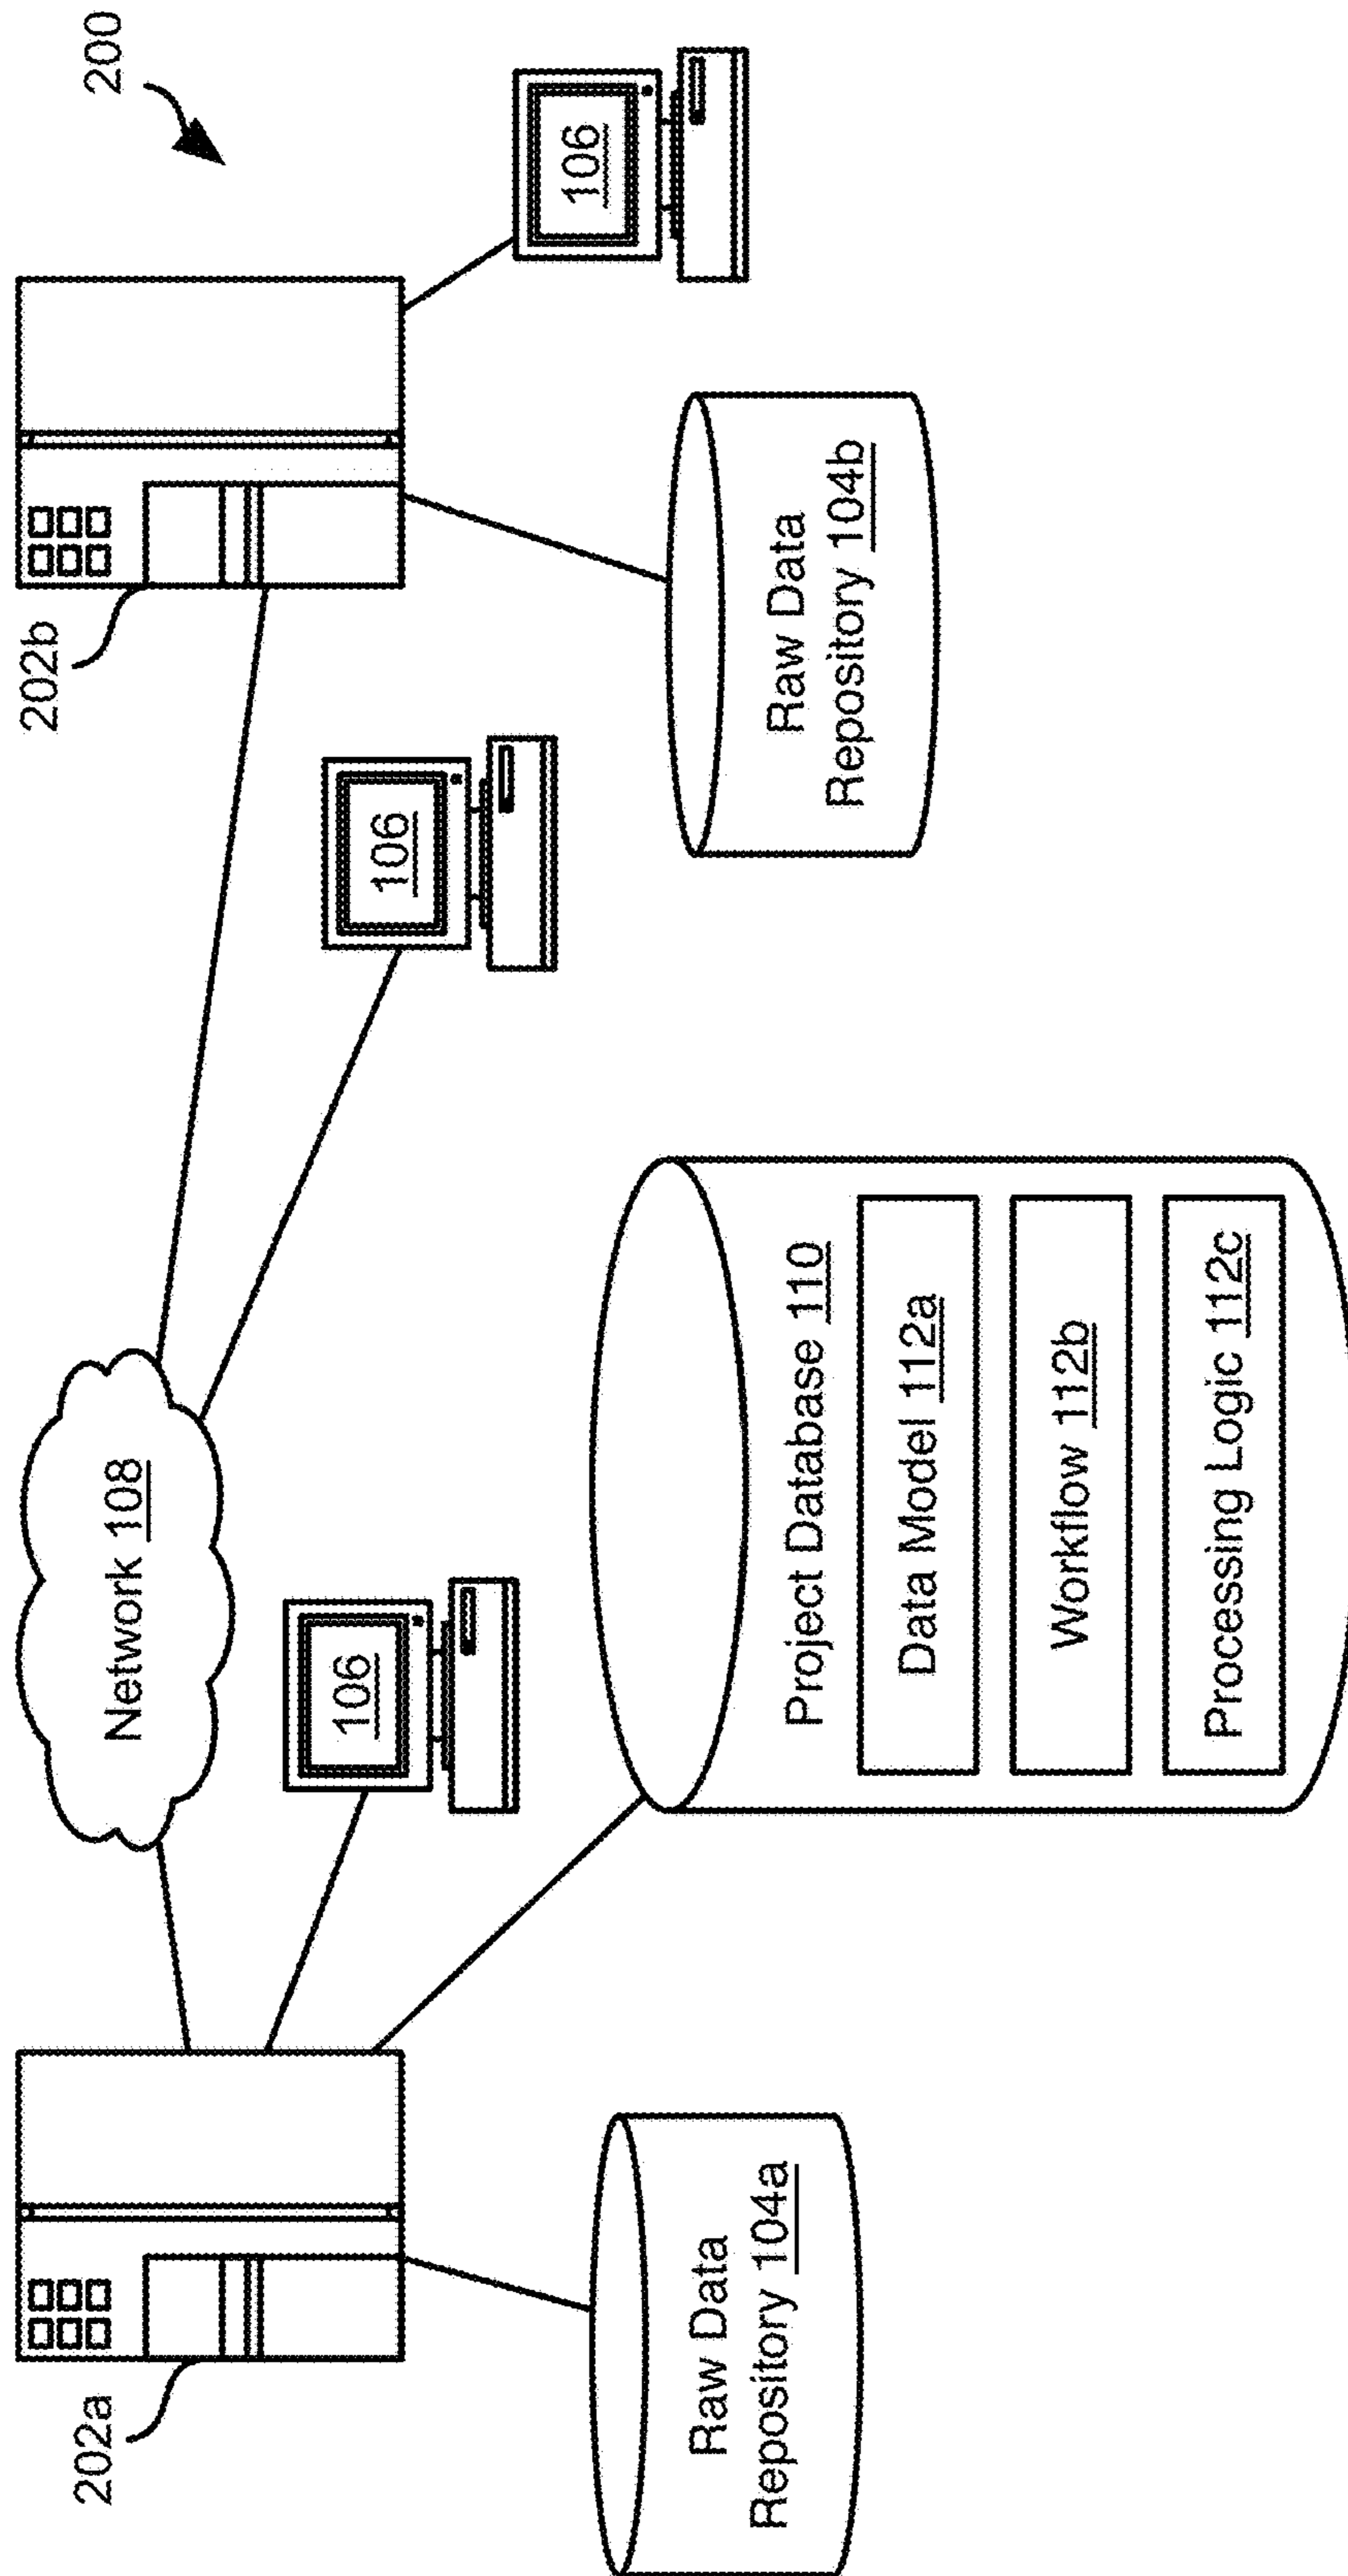 200
202a
Network 108
202b
106
106
106
Raw Data
Repository 104a
Project Database 110
Data Model 112a
Workflow 112b
Processing Logic 112c
Raw Data
Repository 104b